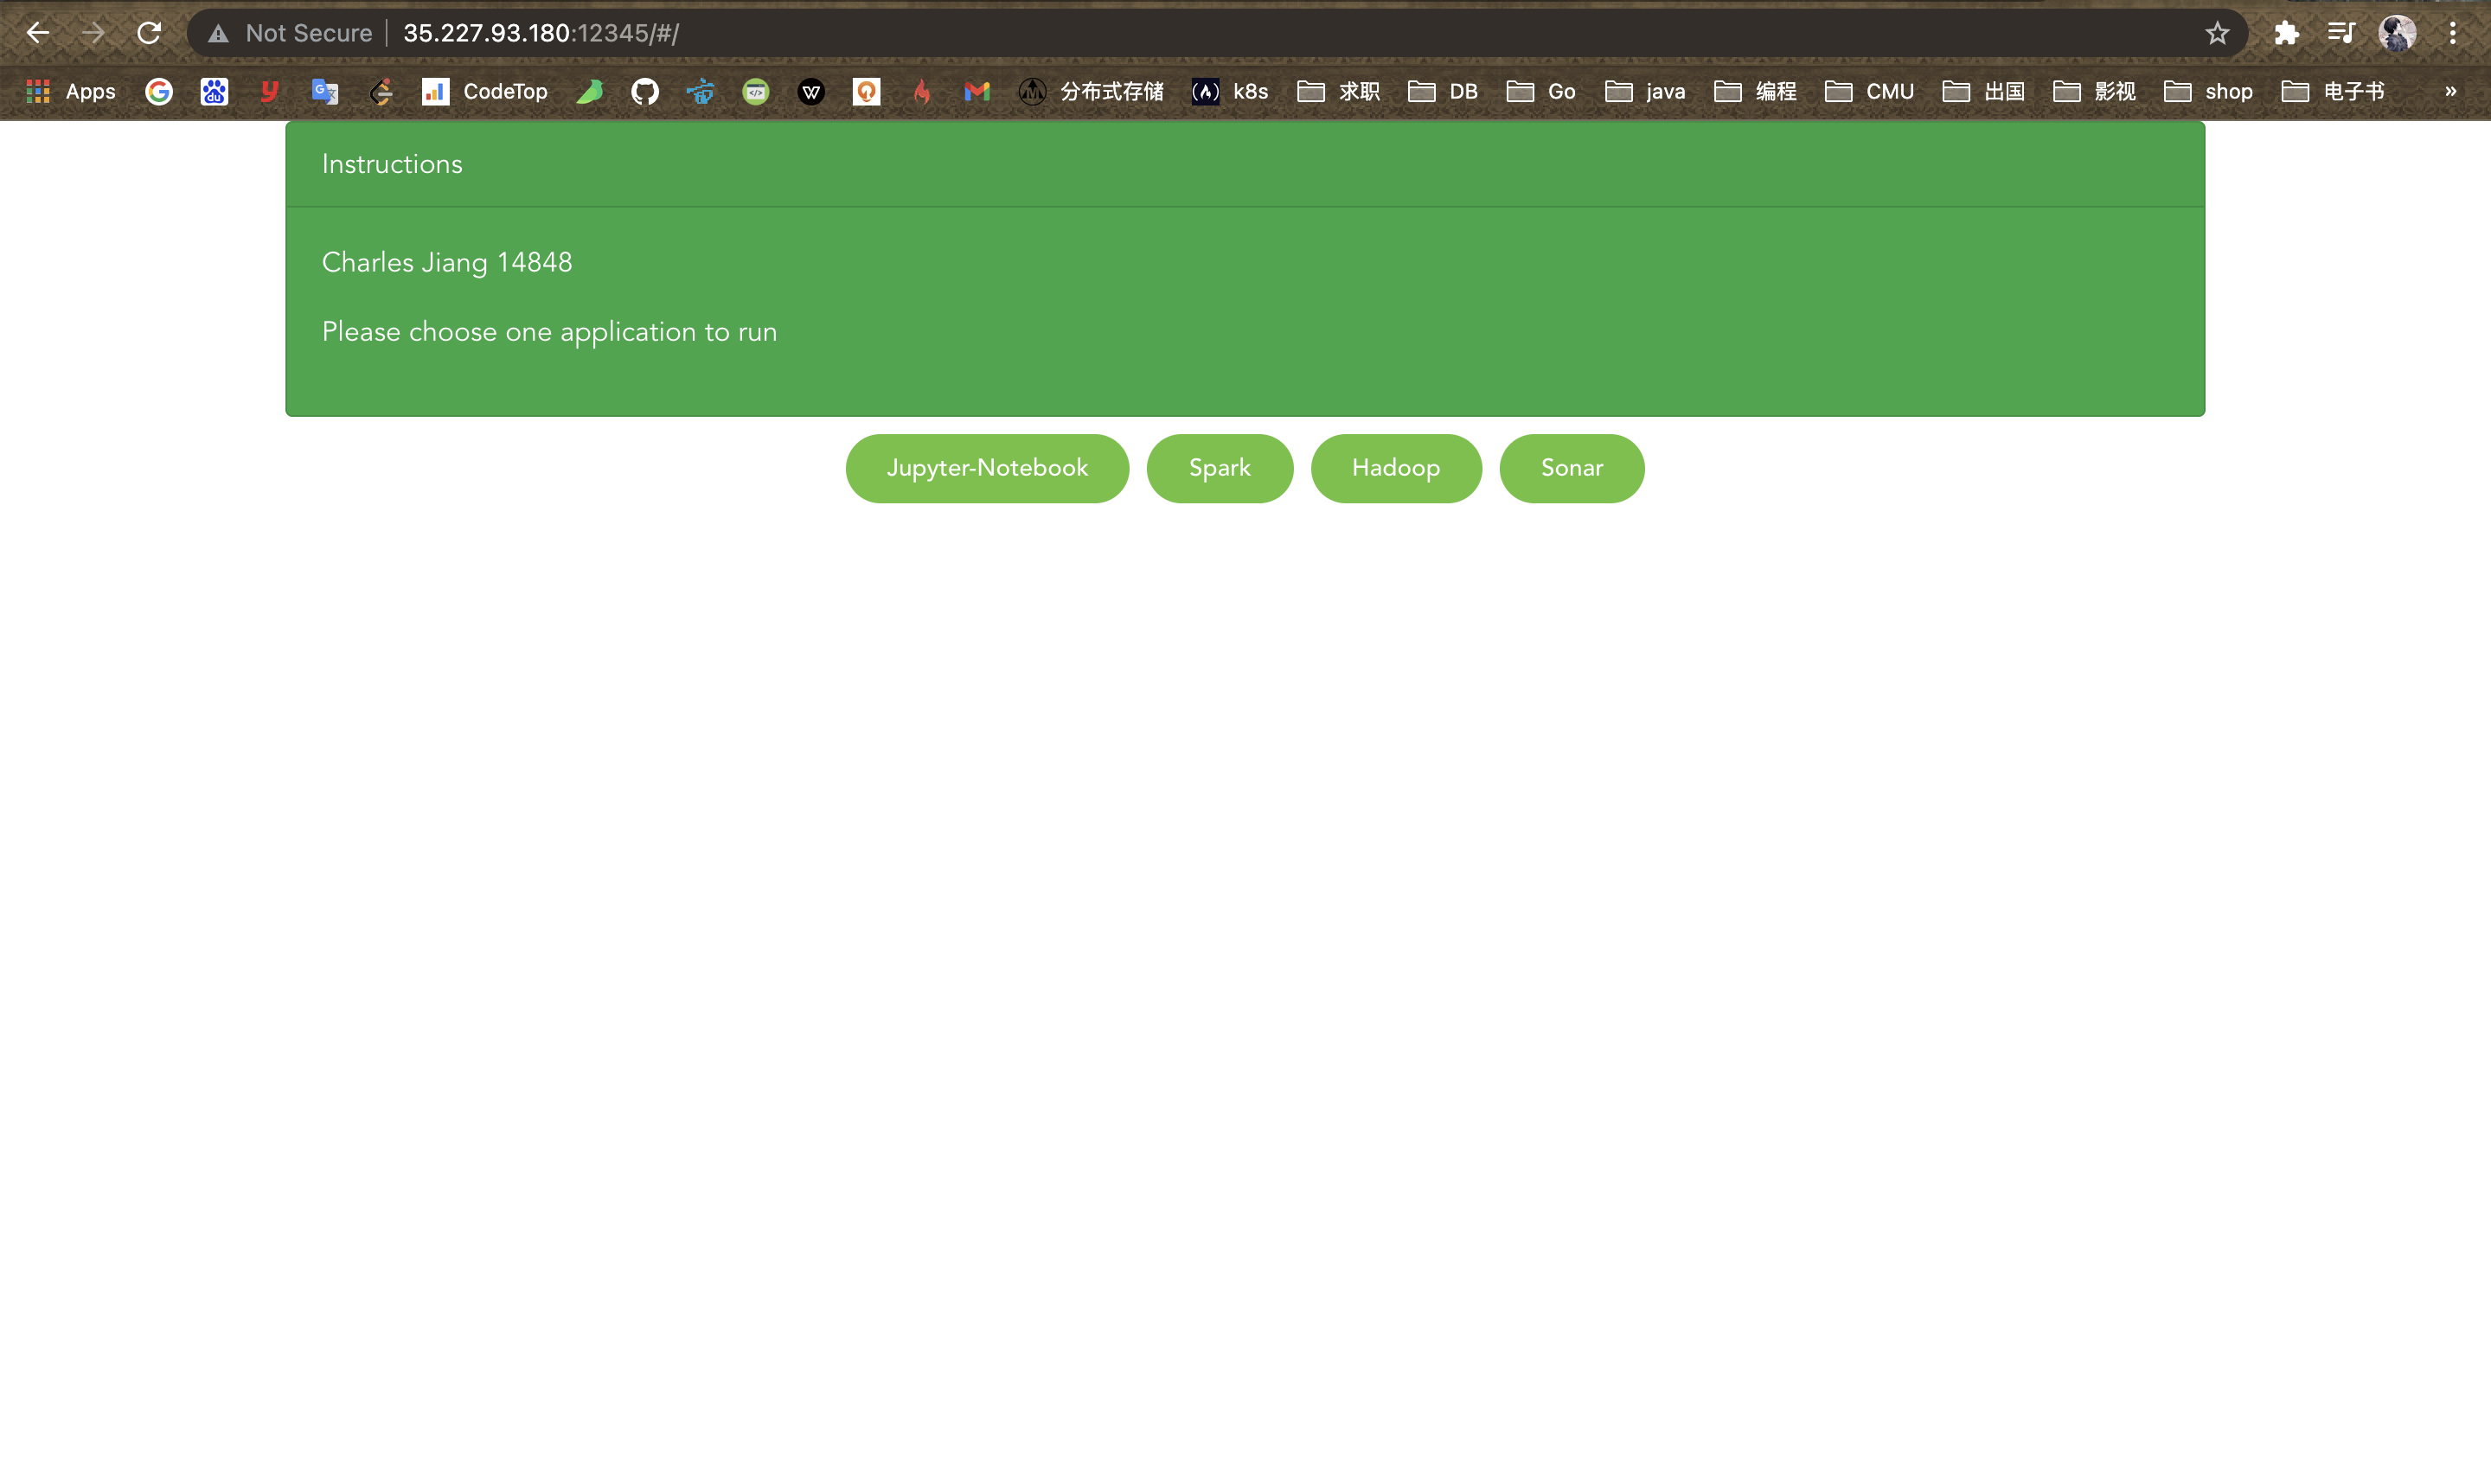 Not Secure 35.227.93.180:12345/#/
Apps CodeTop 分布式存储 k8s 求职 DB Go java 编程 CMU 出国 影视 shop 电子书 »
Instructions
Charles Jiang 14848
Please choose one application to run
Jupyter-Notebook Spark Hadoop Sonar